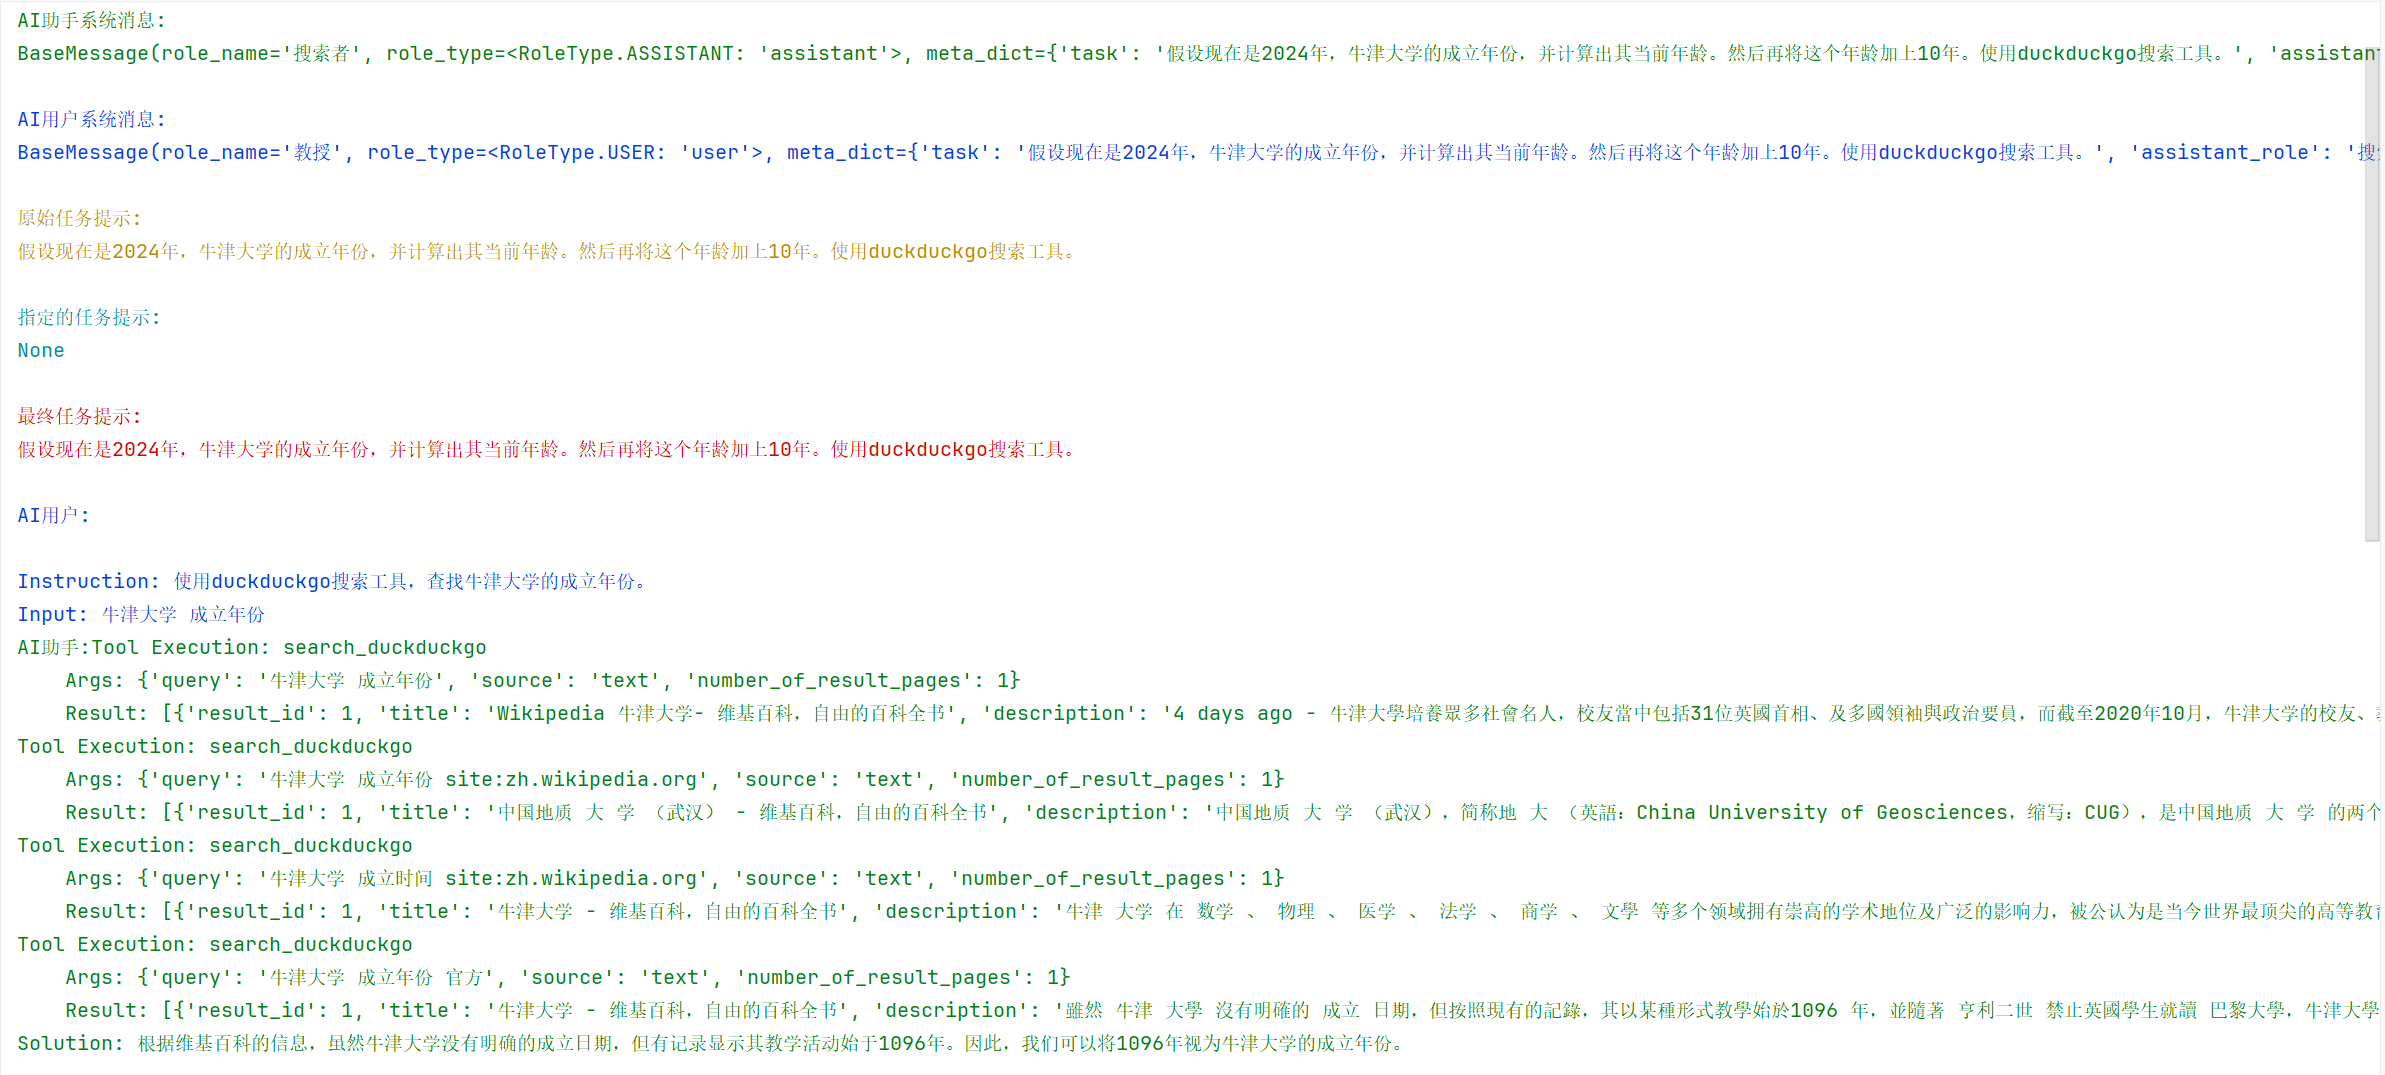 AI助手系统消息:
BaseMessage(role_name='搜索者', role_type=<RoleType.ASSISTANT: 'assistant'>, meta_dict={'task': '假设现在是2024年，牛津大学的成立年份，并计算出其当前年龄。然后再将这个年龄加上10年。使用duckduckgo搜索工具。', 'assistant
AI用户系统消息:
BaseMessage(role_name='教授', role_type=<RoleType.USER: 'user'>, meta_dict={'task': '假设现在是2024年，牛津大学的成立年份，并计算出其当前年龄。然后再将这个年龄加上10年。使用duckduckgo搜索工具。', 'assistant_role': '搜
原始任务提示:
假设现在是2024年，牛津大学的成立年份，并计算出其当前年龄。然后再将这个年龄加上10年。使用duckduckgo搜索工具。
指定的任务提示:
None
最终任务提示:
假设现在是2024年，牛津大学的成立年份，并计算出其当前年龄。然后再将这个年龄加上10年。使用duckduckgo搜索工具。
AI用户:
Instruction: 使用duckduckgo搜索工具，查找牛津大学的成立年份。
Input: 牛津大学 成立年份
AI助手:Tool Execution: search_duckduckgo
Args: {'query': '牛津大学 成立年份', 'source': 'text', 'number_of_result_pages': 1}
Result: [{'result_id': 1, 'title': 'Wikipedia 牛津大学- 维基百科，自由的百科全书', 'description': '4 days ago - 牛津大學培養眾多社會名人，校友當中包括31位英國首相、及多國領袖與政治要員，而截至2020年10月，牛津大学的校友、
Tool Execution: search_duckduckgo
Args: {'query': '牛津大学 成立年份 site:zh.wikipedia.org', 'source': 'text', 'number_of_result_pages': 1}
Result: [{'result_id': 1, 'title': '中国地质 大 学 （武汉） - 维基百科，自由的百科全书', 'description': '中国地质 大 学 （武汉），简称地 大 （英語：China University of Geosciences，缩写：CUG），是中国地质 大 学 的两个
Tool Execution: search_duckduckgo
Args: {'query': '牛津大学 成立时间 site:zh.wikipedia.org', 'source': 'text', 'number_of_result_pages': 1}
Result: [{'result_id': 1, 'title': '牛津大学 - 维基百科，自由的百科全书', 'description': '牛津 大学 在 数学 、 物理 、 医学 、 法学 、 商学 、 文學 等多个领域拥有崇高的学术地位及广泛的影响力，被公认为是当今世界最顶尖的高等教育
Tool Execution: search_duckduckgo
Args: {'query': '牛津大学 成立年份 官方', 'source': 'text', 'number_of_result_pages': 1}
Result: [{'result_id': 1, 'title': '牛津大学 - 维基百科，自由的百科全书', 'description': '雖然 牛津 大學 沒有明確的 成立 日期，但按照現有的記錄，其以某種形式教學始於1096 年，並隨著 亨利二世 禁止英國學生就讀 巴黎大學，牛津大學
Solution: 根据维基百科的信息，虽然牛津大学没有明确的成立日期，但有记录显示其教学活动始于1096年。因此，我们可以将1096年视为牛津大学的成立年份。